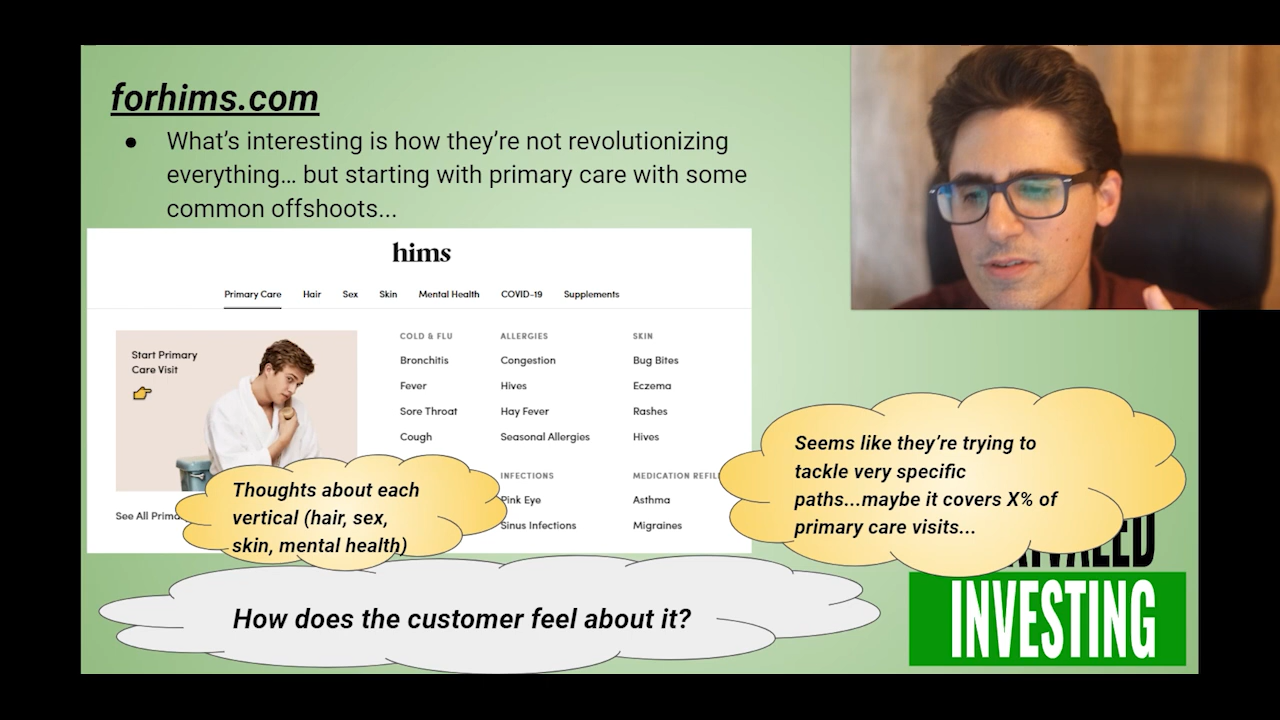 forhims.com
● What's interesting is how they're not revolutionizing
everything... but starting with primary care with some
common offshoots...
hims
Primary Care Hair Sex Skin Mental Health COVID-19 Supplements
Start Primary
Care Visit
COLD & FLU
Bronchitis
Fever
Sore Throat
Cough
ALLERGIES
Congestion
Hives
Hay Fever
Seasonal Allergies
SKIN
Bug Bites
Eczema
Rashes
Hives
INFECTIONS
Pink Eye
Sinus Infections
MEDICATION REFIL
Asthma
Migraines
See All Prima
Thoughts about each
vertical (hair, sex,
skin, mental health)
Seems like they're trying to
tackle very specific
paths...maybe it covers X% of
primary care visits...
How does the customer feel about it?
INVESTING